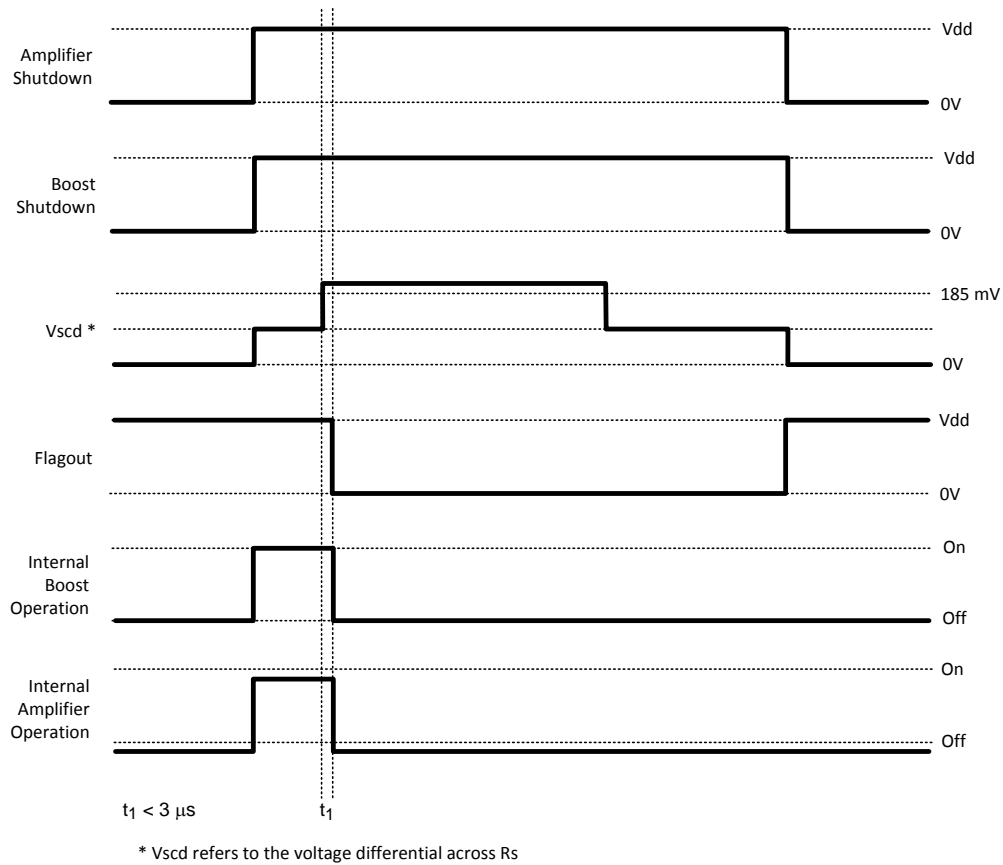 Vdd
Amplifier
Shutdown
0V
Vdd
Boost
Shutdown
0V
185 mV
Vscd *
0V
Vdd
Flagout
0V
On
Internal
Boost
Operation
Off
On
Internal
Amplifier
Operation
Off
t1 < 3 μs
t1
* Vscd refers to the voltage differential across Rs